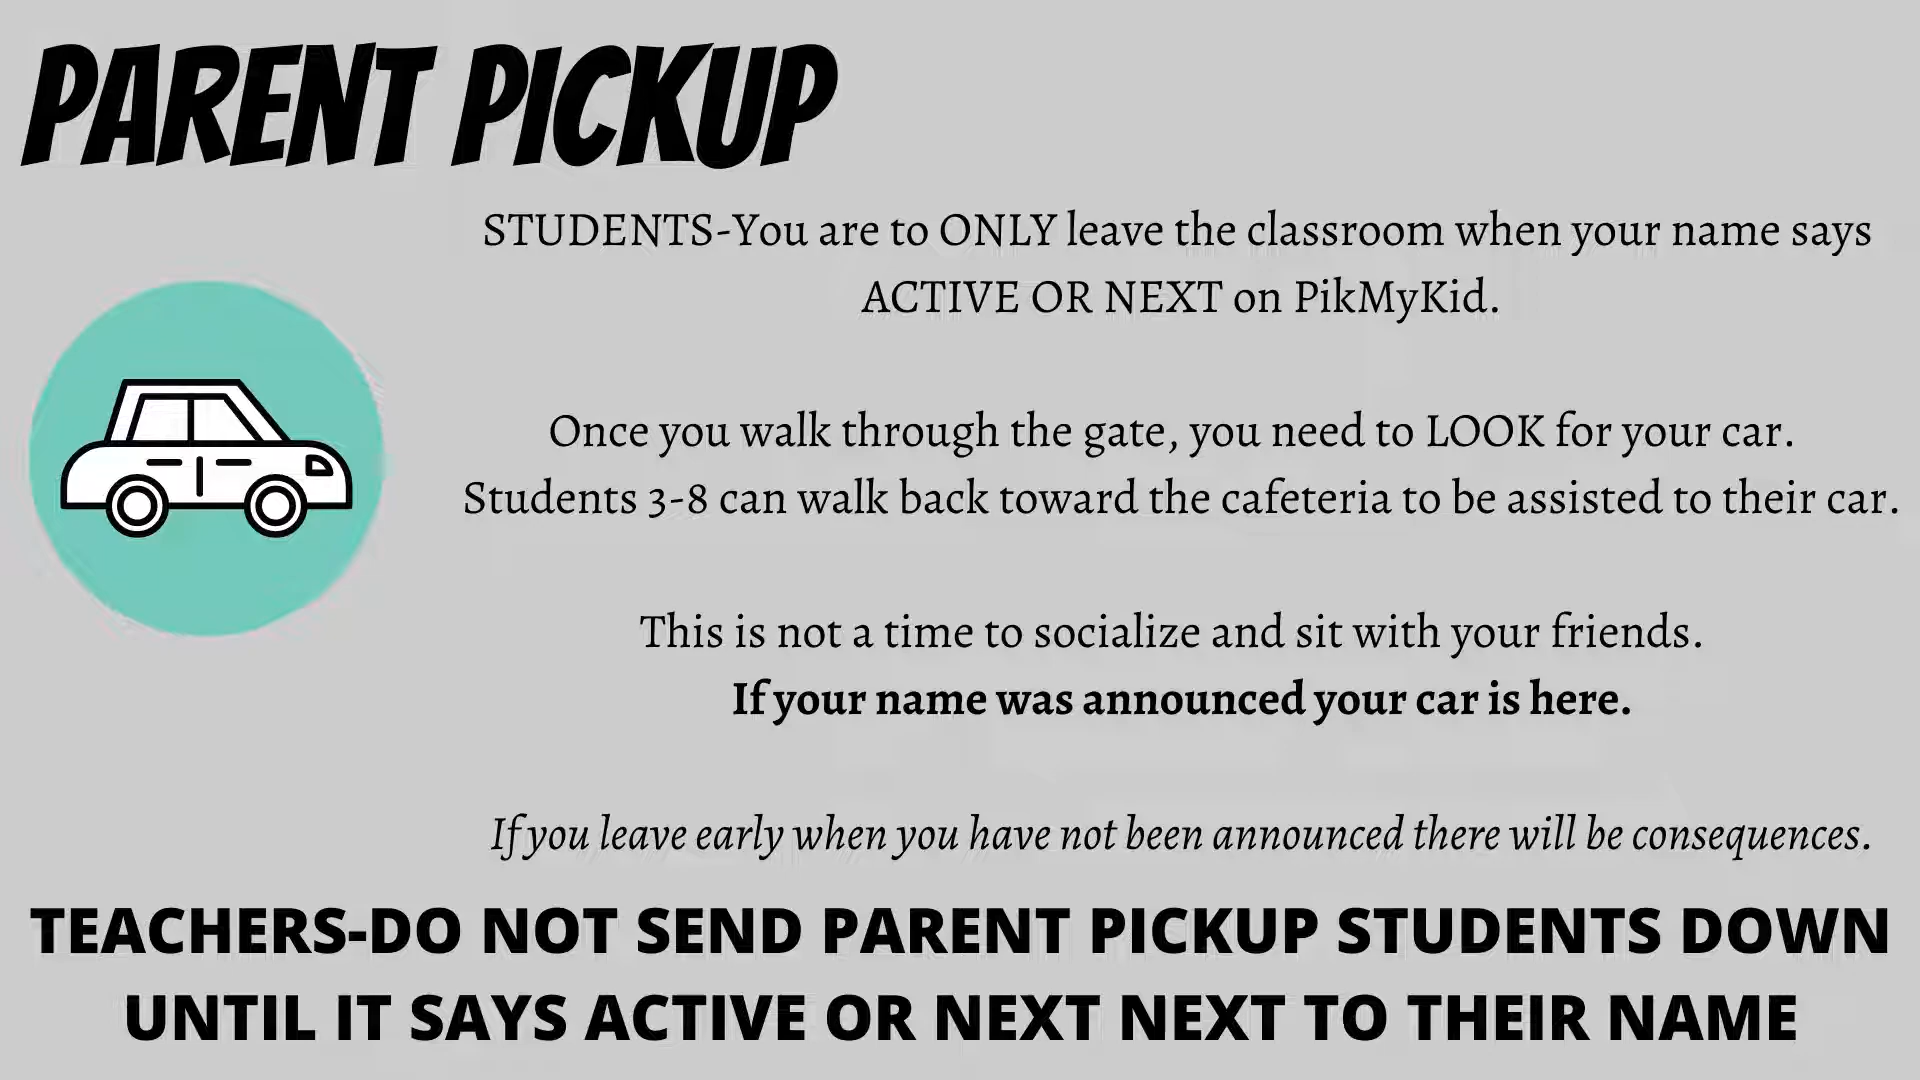 PARENT PICKUP
STUDENTS-You are to ONLY leave the classroom when your name says
ACTIVE OR NEXT on PikMyKid.
Once you walk through the gate, you need to LOOK for your car.
Students 3-8 can walk back toward the cafeteria to be assisted to their car.
This is not a time to socialize and sit with your friends.
If your name was announced your car is here.
If you leave early when you have not been announced there will be consequences.
TEACHERS-DO NOT SEND PARENT PICKUP STUDENTS DOWN
UNTIL IT SAYS ACTIVE OR NEXT NEXT TO THEIR NAME